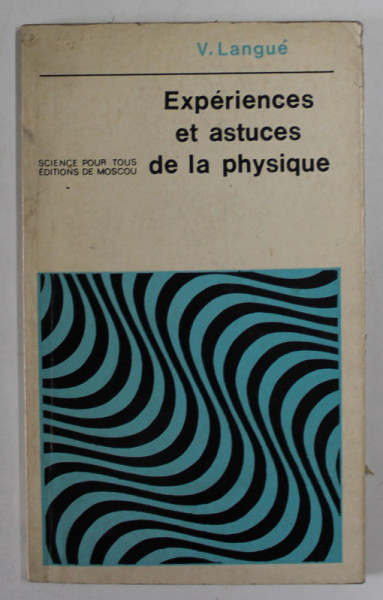 V. Langué
Expériences
et astuces
de la physique
SCIENCE POUR TOUS
ÉDITIONS DE MOSCOU